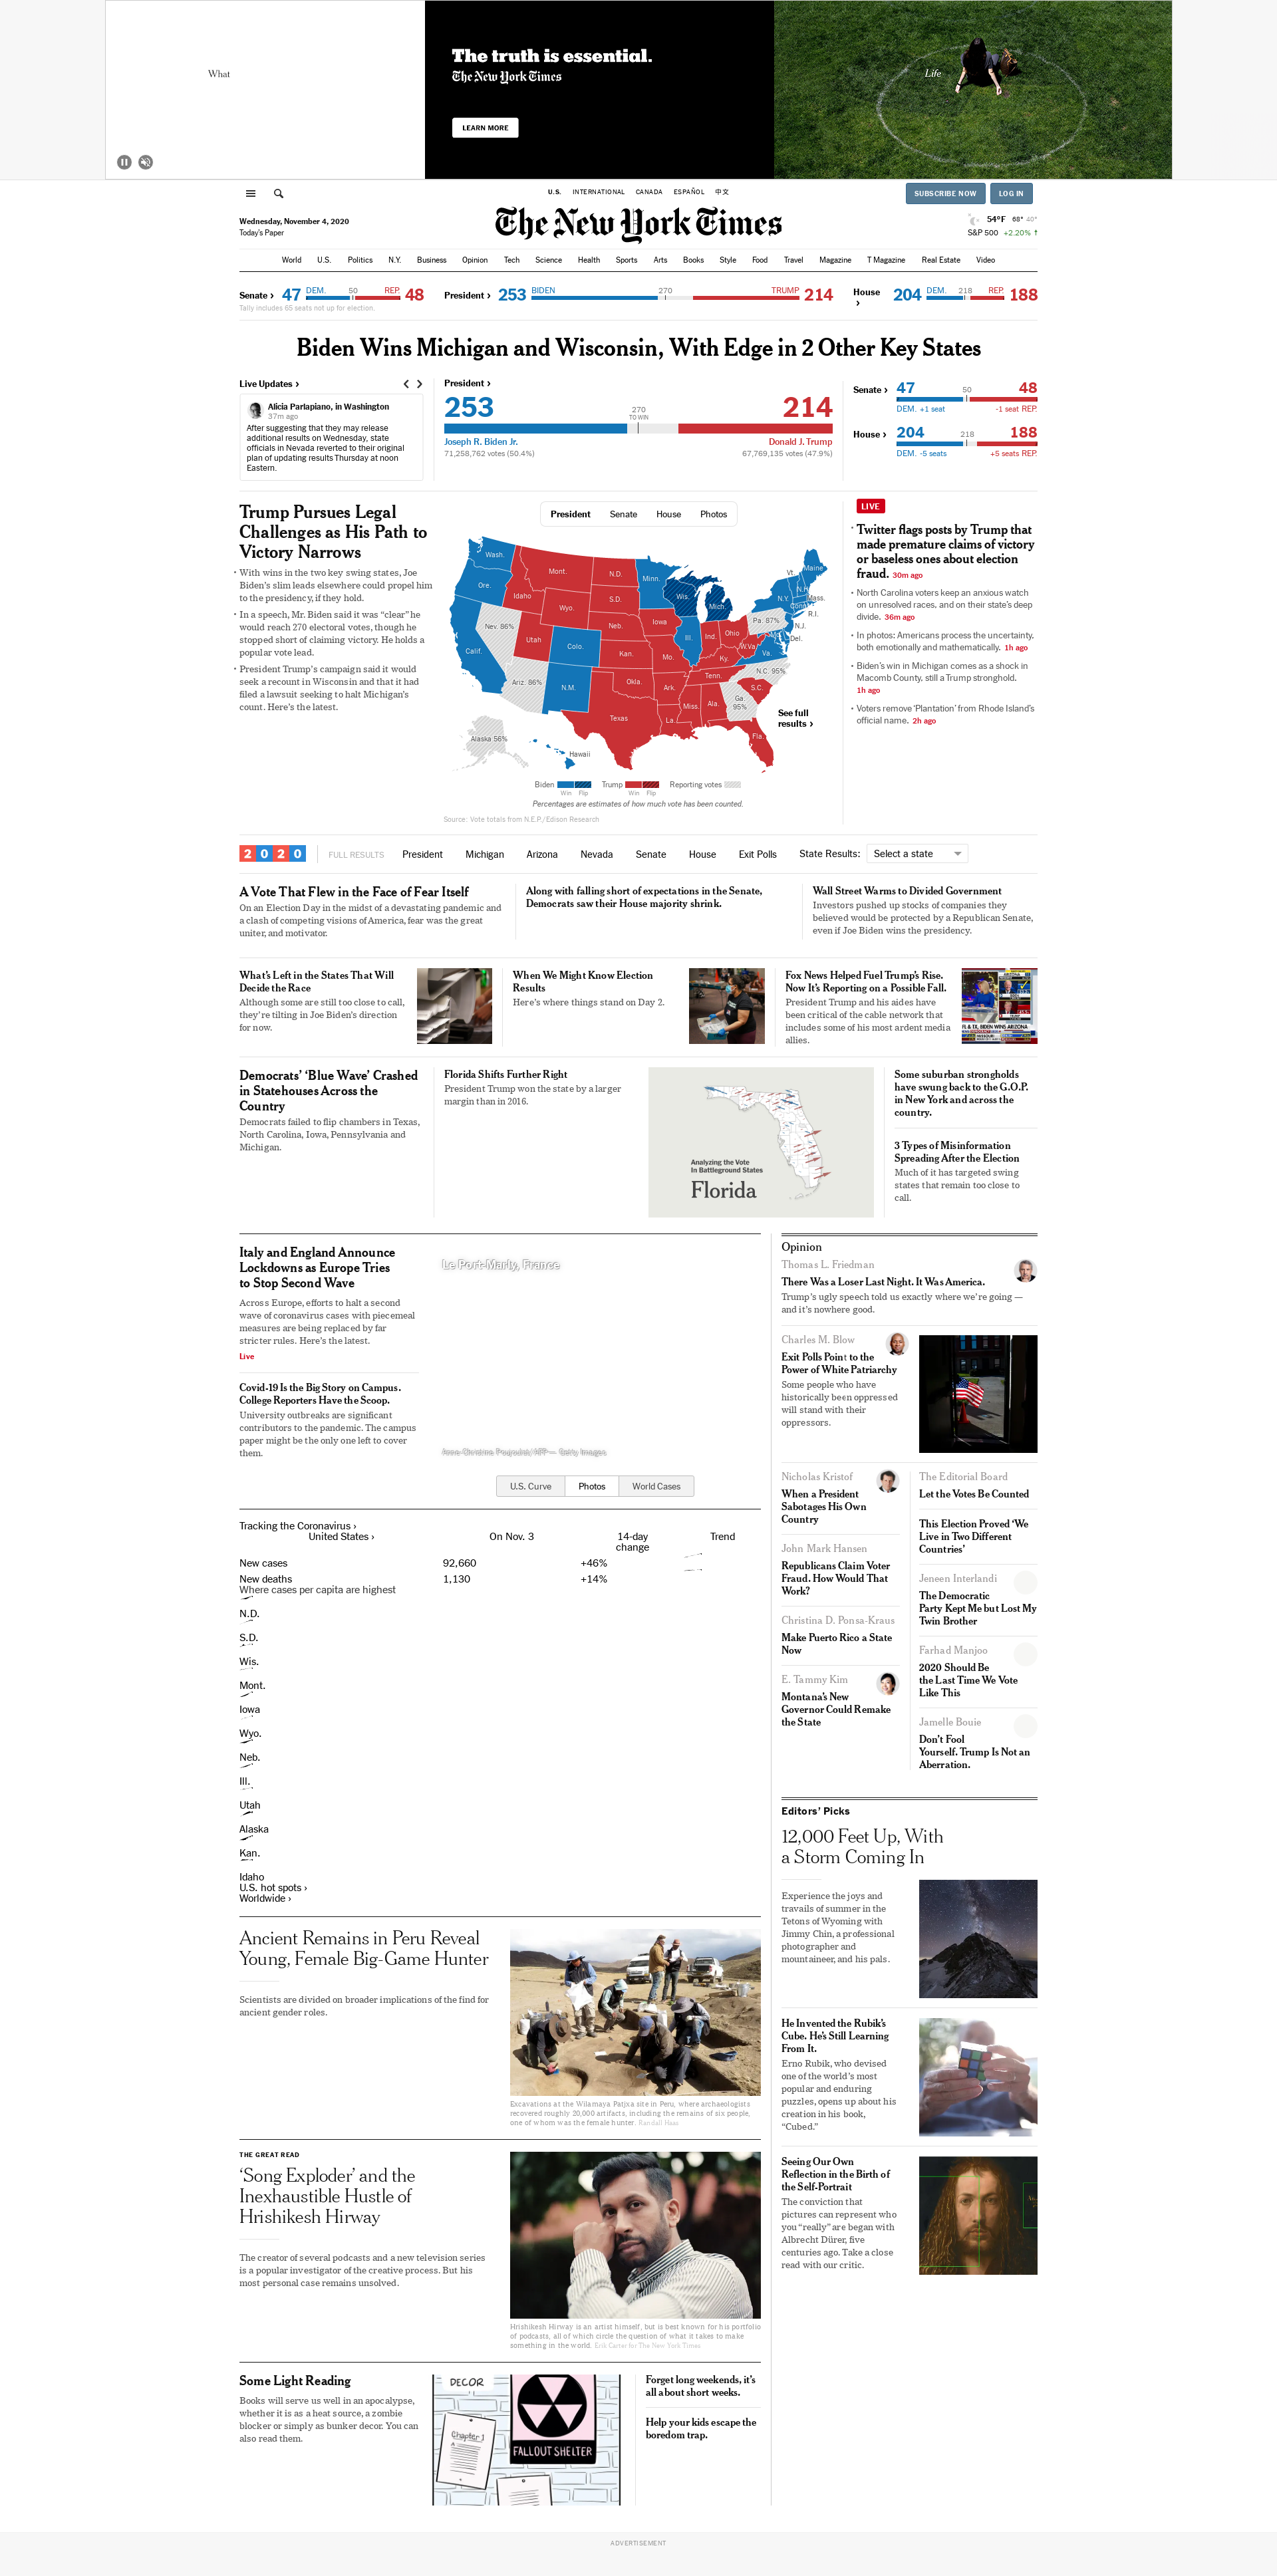 What
The truth is essential.
The New York Times
LEARN MORE
Life
U.S. INTERNATIONAL CANADA ESPAÑOL 中文
SUBSCRIBE NOW LOG IN
Wednesday, November 4, 2020
Today's Paper
The New York Times
54°F 68° 40°
S&P 500 +2.20% ↑
World U.S. Politics N.Y. Business Opinion Tech Science Health Sports Arts Books Style Food Travel Magazine T Magazine Real Estate Video
Senate › 47 DEM. 50 REP. 48
Tally includes 65 seats not up for election.
President › 253 BIDEN 270 TRUMP 214
House › 204 DEM. 218 REP. 188
Biden Wins Michigan and Wisconsin, With Edge in 2 Other Key States
Live Updates ›
Alicia Parlapiano, in Washington
37m ago
After suggesting that they may release
additional results on Wednesday, state
officials in Nevada reverted to their original
plan of updating results Thursday at noon
Eastern.
President ›
253 270 214
TO WIN
Joseph R. Biden Jr. Donald J. Trump
71,258,762 votes (50.4%) 67,769,135 votes (47.9%)
Senate › 47 50 48
DEM. +1 seat -1 seat REP.
House › 204 218 188
DEM. -5 seats +5 seats REP.
Trump Pursues Legal
Challenges as His Path to
Victory Narrows
• With wins in the two key swing states, Joe
Biden's slim leads elsewhere could propel him
to the presidency, if they hold.
• In a speech, Mr. Biden said it was “clear” he
would reach 270 electoral votes, though he
stopped short of claiming victory. He holds a
popular vote lead.
• President Trump's campaign said it would
seek a recount in Wisconsin and that it had
filed a lawsuit seeking to halt Michigan's
count. Here's the latest.
President Senate House Photos
Wash.
Ore.
Calif.
Nev. 86%
Idaho
Mont.
Wyo.
Utah
Ariz. 86%
Colo.
N.M.
N.D.
S.D.
Neb.
Kan.
Okla.
Texas
Minn.
Iowa
Mo.
Ark.
La.
Wis.
Ill.
Mich.
Ind.
Ohio
Ky.
Tenn.
Miss.
Ala.
Ga.
95%
Fla.
S.C.
N.C. 95%
Va.
W.Va.
Pa. 87%
N.Y.
Vt.
N.H.
Maine
Mass.
Conn.
R.I.
N.J.
Del.
Alaska 56%
Hawaii
See full
results ›
Biden Trump Reporting votes
Win Flip Win Flip
Percentages are estimates of how much vote has been counted.
Source: Vote totals from N.E.P./Edison Research
LIVE
• Twitter flags posts by Trump that
made premature claims of victory
or baseless ones about election
fraud. 30m ago
• North Carolina voters keep an anxious watch
on unresolved races, and on their state's deep
divide. 36m ago
• In photos: Americans process the uncertainty,
both emotionally and mathematically. 1h ago
• Biden's win in Michigan comes as a shock in
Macomb County, still a Trump stronghold.
1h ago
• Voters remove ‘Plantation’ from Rhode Island's
official name. 2h ago
2020 FULL RESULTS President Michigan Arizona Nevada Senate House Exit Polls State Results: Select a state
A Vote That Flew in the Face of Fear Itself
On an Election Day in the midst of a devastating pandemic and
a clash of competing visions of America, fear was the great
uniter, and motivator.
Along with falling short of expectations in the Senate,
Democrats saw their House majority shrink.
Wall Street Warms to Divided Government
Investors pushed up stocks of companies they
believed would be protected by a Republican Senate,
even if Joe Biden wins the presidency.
What's Left in the States That Will
Decide the Race
Although some are still too close to call,
they're tilting in Joe Biden's direction
for now.
When We Might Know Election
Results
Here's where things stand on Day 2.
Fox News Helped Fuel Trump's Rise.
Now It's Reporting on a Possible Fall.
President Trump and his aides have
been critical of the cable network that
includes some of his most ardent media
allies.
Democrats' ‘Blue Wave’ Crashed
in Statehouses Across the
Country
Democrats failed to flip chambers in Texas,
North Carolina, Iowa, Pennsylvania and
Michigan.
Florida Shifts Further Right
President Trump won the state by a larger
margin than in 2016.
Analyzing the Vote
In Battleground States
Florida
Some suburban strongholds
have swung back to the G.O.P.
in New York and across the
country.
3 Types of Misinformation
Spreading After the Election
Much of it has targeted swing
states that remain too close to
call.
Italy and England Announce
Lockdowns as Europe Tries
to Stop Second Wave
Across Europe, efforts to halt a second
wave of coronavirus cases with piecemeal
measures are being replaced by far
stricter rules. Here's the latest.
Live
Covid-19 Is the Big Story on Campus.
College Reporters Have the Scoop.
University outbreaks are significant
contributors to the pandemic. The campus
paper might be the only one left to cover
them.
Le Port-Marly, France
Anne-Christine Poujoulat/AFP — Getty Images
U.S. Curve Photos World Cases
Tracking the Coronavirus ›
United States › On Nov. 3 14-day
change Trend
New cases 92,660 +46%
New deaths 1,130 +14%
Where cases per capita are highest
N.D.
S.D.
Wis.
Mont.
Iowa
Wyo.
Neb.
Ill.
Utah
Alaska
Kan.
Idaho
U.S. hot spots ›
Worldwide ›
Ancient Remains in Peru Reveal
Young, Female Big-Game Hunter
Scientists are divided on broader implications of the find for
ancient gender roles.
Excavations at the Wilamaya Patjxa site in Peru, where archaeologists
recovered roughly 20,000 artifacts, including the remains of six people,
one of whom was the female hunter. Randall Haas
THE GREAT READ
‘Song Exploder’ and the
Inexhaustible Hustle of
Hrishikesh Hirway
The creator of several podcasts and a new television series
is a popular investigator of the creative process. But his
most personal case remains unsolved.
Hrishikesh Hirway is an artist himself, but is best known for his portfolio
of podcasts, all of which circle the question of what it takes to make
something in the world. Erik Carter for The New York Times
Some Light Reading
Books will serve us well in an apocalypse,
whether it is as a heat source, a zombie
blocker or simply as bunker decor. You can
also read them.
DECOR
Chapter 1
FALLOUT SHELTER
Forget long weekends, it's
all about short weeks.
Help your kids escape the
boredom trap.
Opinion
Thomas L. Friedman
There Was a Loser Last Night. It Was America.
Trump's ugly speech told us exactly where we're going —
and it's nowhere good.
Charles M. Blow
Exit Polls Point to the
Power of White Patriarchy
Some people who have
historically been oppressed
will stand with their
oppressors.
Nicholas Kristof
When a President
Sabotages His Own
Country
John Mark Hansen
Republicans Claim Voter
Fraud. How Would That
Work?
Christina D. Ponsa-Kraus
Make Puerto Rico a State
Now
E. Tammy Kim
Montana's New
Governor Could Remake
the State
The Editorial Board
Let the Votes Be Counted
This Election Proved ‘We
Live in Two Different
Countries’
Jeneen Interlandi
The Democratic
Party Kept Me but Lost My
Twin Brother
Farhad Manjoo
2020 Should Be
the Last Time We Vote
Like This
Jamelle Bouie
Don't Fool
Yourself. Trump Is Not an
Aberration.
Editors' Picks
12,000 Feet Up, With
a Storm Coming In
Experience the joys and
travails of summer in the
Tetons of Wyoming with
Jimmy Chin, a professional
photographer and
mountaineer, and his pals.
He Invented the Rubik's
Cube. He's Still Learning
From It.
Erno Rubik, who devised
one of the world's most
popular and enduring
puzzles, opens up about his
creation in his book,
“Cubed.”
Seeing Our Own
Reflection in the Birth of
the Self-Portrait
The conviction that
pictures can represent who
you “really” are began with
Albrecht Dürer, five
centuries ago. Take a close
read with our critic.
ADVERTISEMENT